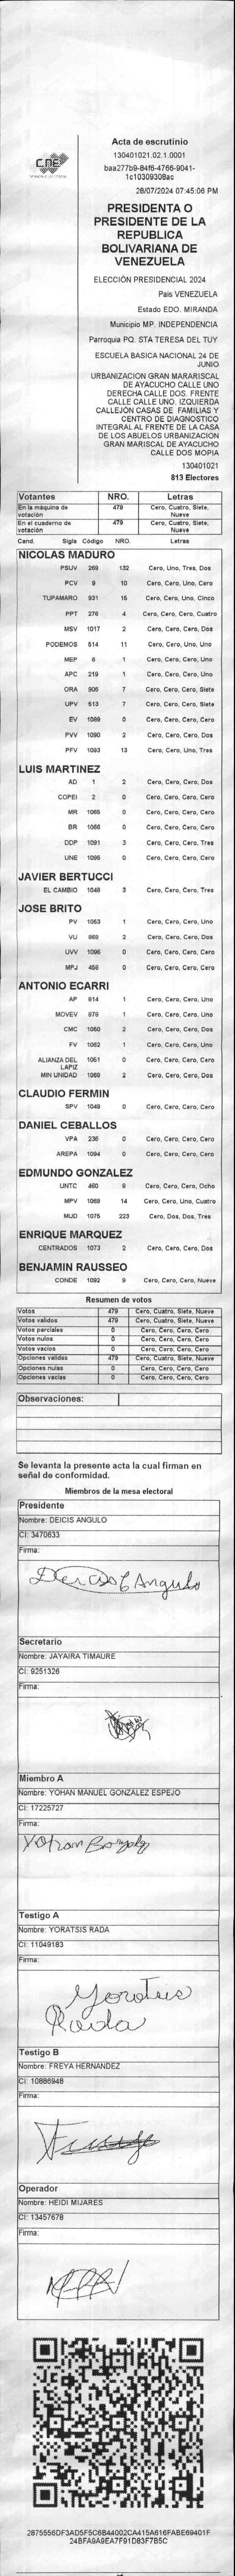 CNE
Acta de escrutinio
130401021.02.1.0001
baa277b9-84f6-4766-9041-
1c10309308ac
28/07/2024 07:45:06 PM
PRESIDENTA O
PRESIDENTE DE LA
REPUBLICA
BOLIVARIANA DE
VENEZUELA
ELECCIÓN PRESIDENCIAL 2024
Pais VENEZUELA
Estado EDO. MIRANDA
Municipio MP. INDEPENDENCIA
Parroquia PQ. STA TERESA DEL TUY
ESCUELA BASICA NACIONAL 24 DE
JUNIO
URBANIZACION GRAN MARARISCAL
DE AYACUCHO CALLE UNO
DERECHA CALLE DOS. FRENTE
CALLE CALLE UNO. IZQUIERDA
CALLEJÓN CASAS DE FAMILIAS Y
CENTRO DE DIAGNOSTICO
INTEGRAL AL FRENTE DE LA CASA
DE LOS ABUELOS URBANIZACION
GRAN MARISCAL DE AYACUCHO
CALLE DOS MOPIA
130401021
813 Electores
Votantes NRO. Letras
En la máquina de votación 479 Cero, Cuatro, Siete, Nueve
En el cuaderno de votación 479 Cero, Cuatro, Siete, Nueve
Cand. Sigla Código NRO. Letras
NICOLAS MADURO
PSUV 269 132 Cero, Uno, Tres, Dos
PCV 9 10 Cero, Cero, Uno, Cero
TUPAMARO 931 15 Cero, Cero, Uno, Cinco
PPT 276 4 Cero, Cero, Cero, Cuatro
MSV 1017 2 Cero, Cero, Cero, Dos
PODEMOS 514 11 Cero, Cero, Uno, Uno
MEP 6 1 Cero, Cero, Cero, Uno
APC 219 1 Cero, Cero, Cero, Uno
ORA 906 7 Cero, Cero, Cero, Siete
UPV 513 7 Cero, Cero, Cero, Siete
EV 1089 0 Cero, Cero, Cero, Cero
PVV 1090 2 Cero, Cero, Cero, Dos
PFV 1093 13 Cero, Cero, Uno, Tres
LUIS MARTINEZ
AD 1 2 Cero, Cero, Cero, Dos
COPEI 2 0 Cero, Cero, Cero, Cero
MR 1065 0 Cero, Cero, Cero, Cero
BR 1066 0 Cero, Cero, Cero, Cero
DDP 1091 3 Cero, Cero, Cero, Tres
UNE 1095 0 Cero, Cero, Cero, Cero
JAVIER BERTUCCI
EL CAMBIO 1048 3 Cero, Cero, Cero, Tres
JOSE BRITO
PV 1053 1 Cero, Cero, Cero, Uno
VU 868 2 Cero, Cero, Cero, Dos
UVV 1096 0 Cero, Cero, Cero, Cero
MPJ 458 0 Cero, Cero, Cero, Cero
ANTONIO ECARRI
AP 814 1 Cero, Cero, Cero, Uno
MOVEV 878 1 Cero, Cero, Cero, Uno
CMC 1050 2 Cero, Cero, Cero, Dos
FV 1062 1 Cero, Cero, Cero, Uno
ALIANZA DEL LAPIZ 1051 0 Cero, Cero, Cero, Cero
MIN UNIDAD 1058 2 Cero, Cero, Cero, Dos
CLAUDIO FERMIN
SPV 1049 0 Cero, Cero, Cero, Cero
DANIEL CEBALLOS
VPA 236 0 Cero, Cero, Cero, Cero
AREPA 1094 0 Cero, Cero, Cero, Cero
EDMUNDO GONZALEZ
UNTC 460 8 Cero, Cero, Cero, Ocho
MPV 1069 14 Cero, Cero, Uno, Cuatro
MUD 1075 223 Cero, Dos, Dos, Tres
ENRIQUE MARQUEZ
CENTRADOS 1073 2 Cero, Cero, Cero, Dos
BENJAMIN RAUSSEO
CONDE 1092 9 Cero, Cero, Cero, Nueve
Resumen de votos
Votos 479 Cero, Cuatro, Siete, Nueve
Votos validos 479 Cero, Cuatro, Siete, Nueve
Votos parciales 0 Cero, Cero, Cero, Cero
Votos nulos 0 Cero, Cero, Cero, Cero
Votos vacios 0 Cero, Cero, Cero, Cero
Opciones validas 479 Cero, Cuatro, Siete, Nueve
Opciones nulas 0 Cero, Cero, Cero, Cero
Opciones vacias 0 Cero, Cero, Cero, Cero
Observaciones:
Se levanta la presente acta la cual firman en
señal de conformidad.
Miembros de la mesa electoral
Presidente
Nombre: DEICIS ANGULO
CI: 3470633
Firma:
Deicis Angulo
Secretario
Nombre: JAYAIRA TIMAURE
CI: 9251326
Firma:
Miembro A
Nombre: YOHAN MANUEL GONZALEZ ESPEJO
CI: 17225727
Firma:
Yohan Gonzalez
Testigo A
Nombre: YORATSIS RADA
CI: 11049183
Firma:
Yoratsis
Rada
Testigo B
Nombre: FREYA HERNANDEZ
CI: 10886948
Firma:
Operador
Nombre: HEIDI MIJARES
CI: 13457678
Firma:
2875556DF3AD5F5C6B44002CA415A616FABE69401F
24BFA9A9EA7F91D83F7B5C